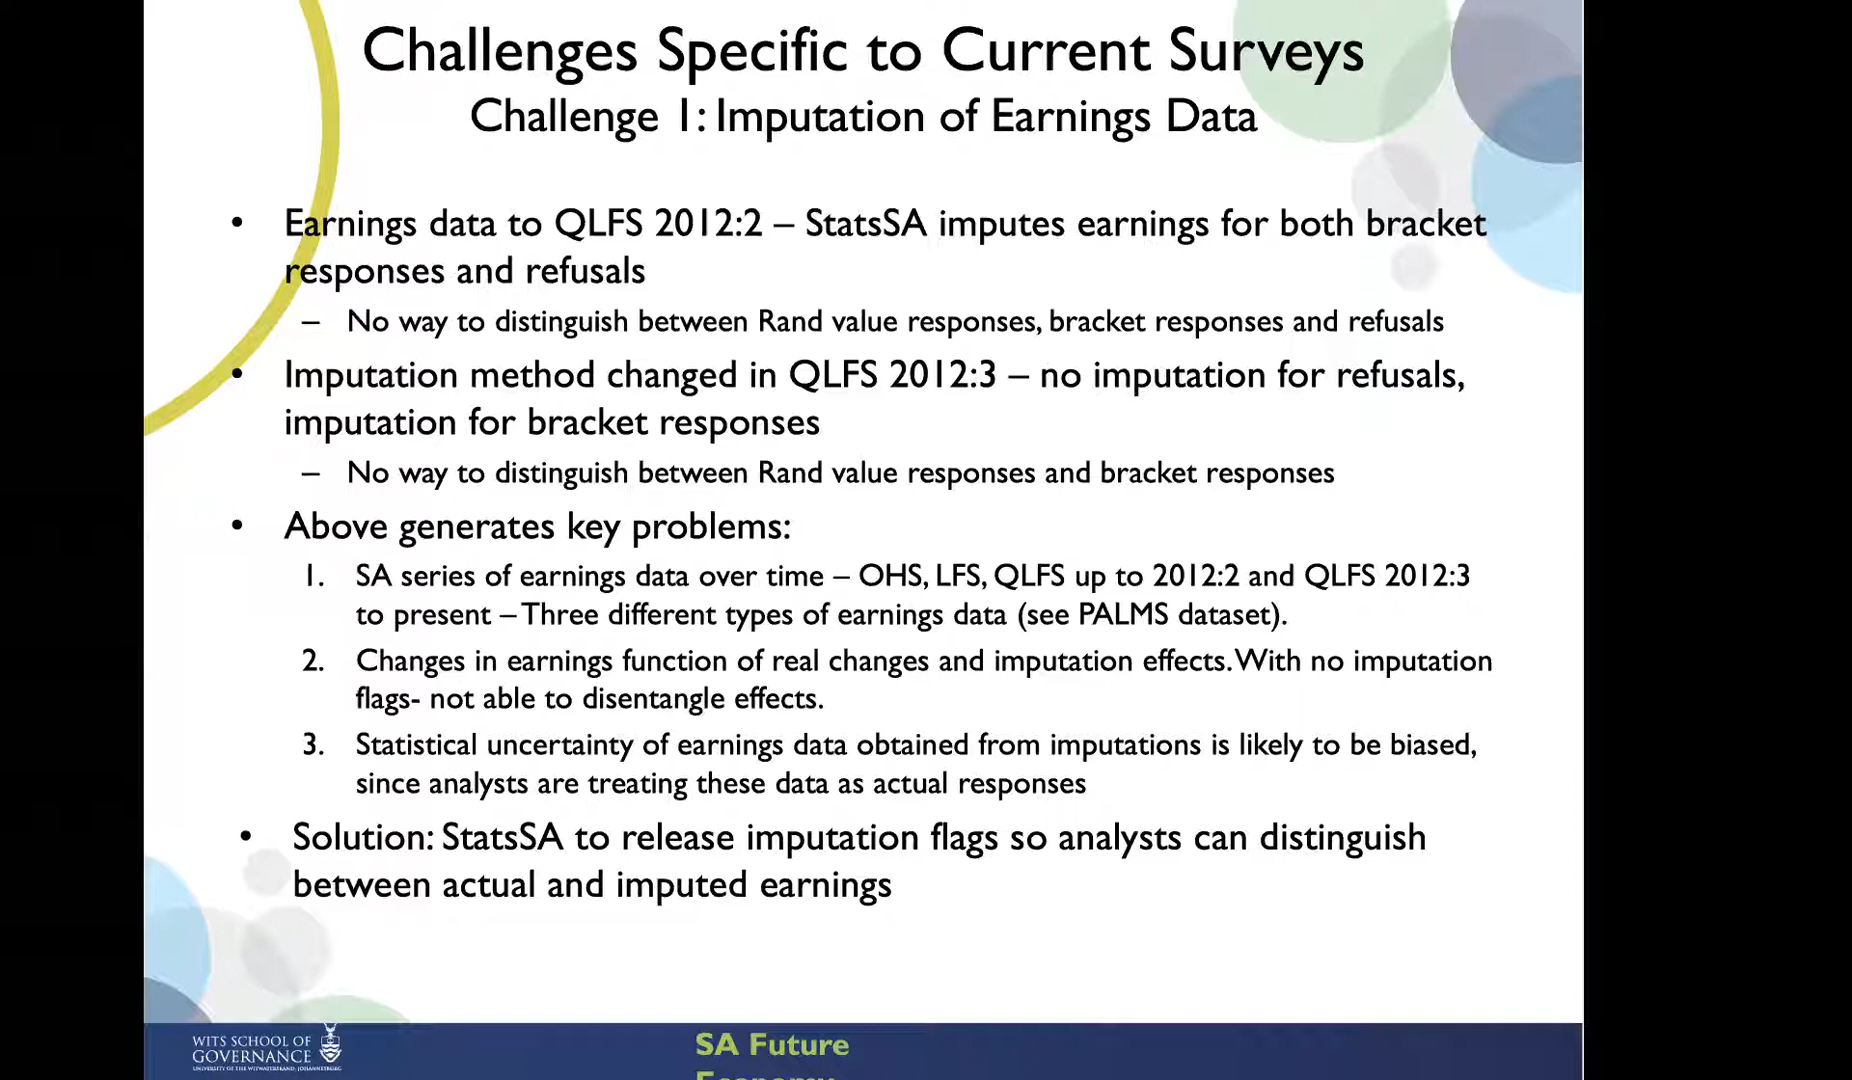 Challenges Specific to Current Surveys
Challenge 1: Imputation of Earnings Data
• Earnings data to QLFS 2012:2 – StatsSA imputes earnings for both bracket
responses and refusals
– No way to distinguish between Rand value responses, bracket responses and refusals
• Imputation method changed in QLFS 2012:3 – no imputation for refusals,
imputation for bracket responses
– No way to distinguish between Rand value responses and bracket responses
• Above generates key problems:
1. SA series of earnings data over time – OHS, LFS, QLFS up to 2012:2 and QLFS 2012:3
to present – Three different types of earnings data (see PALMS dataset).
2. Changes in earnings function of real changes and imputation effects. With no imputation
flags- not able to disentangle effects.
3. Statistical uncertainty of earnings data obtained from imputations is likely to be biased,
since analysts are treating these data as actual responses
• Solution: StatsSA to release imputation flags so analysts can distinguish
between actual and imputed earnings
WITS SCHOOL OF
GOVERNANCE
UNIVERSITY OF THE WITWATERSRAND, JOHANNESBURG
SA Future
Economy